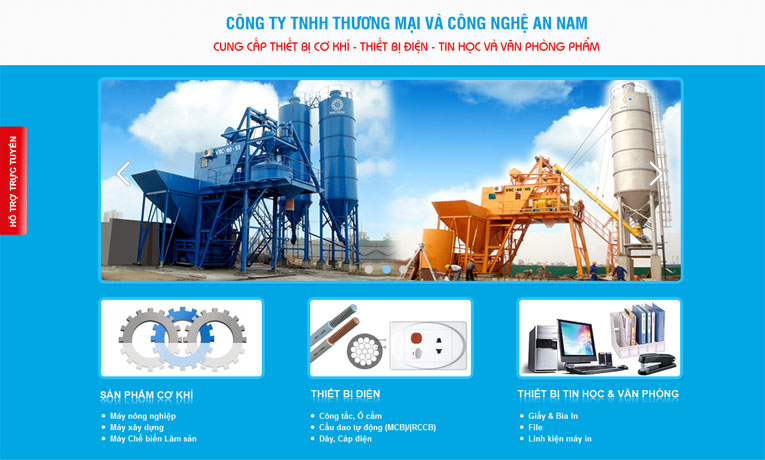 CÔNG TY TNHH THƯƠNG MẠI VÀ CÔNG NGHỆ AN NAM
CUNG CẤP THIẾT BỊ CƠ KHÍ - THIẾT BỊ ĐIỆN - TIN HỌC VÀ VĂN PHÒNG PHẨM
HỖ TRỢ TRỰC TUYẾN
SẢN PHẨM CƠ KHÍ
Máy nông nghiệp
Máy xây dựng
Máy Chế biến Lâm sản
THIẾT BỊ ĐIỆN
Công tắc, Ổ cắm
Cầu dao tự động (MCB)/(RCCB)
Dây, Cáp điện
THIẾT BỊ TIN HỌC & VĂN PHÒNG
Giấy & Bìa In
File
Linh kiện máy in